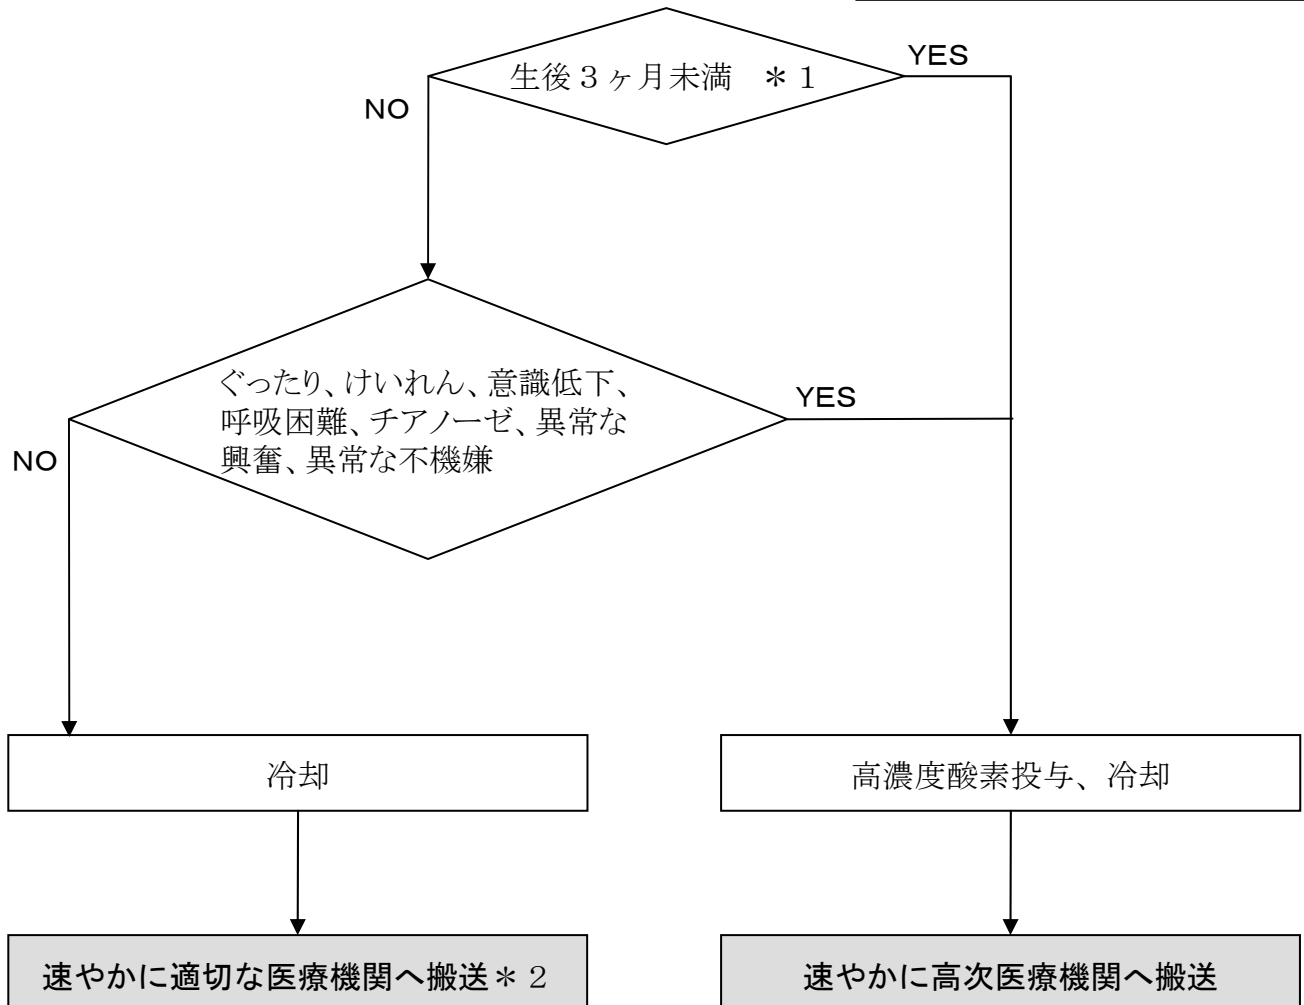 生後３ヶ月未満　＊１
YES
NO
ぐったり、けいれん、意識低下、
呼吸困難、チアノーゼ、異常な
興奮、異常な不機嫌
YES
NO
冷却
高濃度酸素投与、冷却
速やかに適切な医療機関へ搬送＊２
速やかに高次医療機関へ搬送